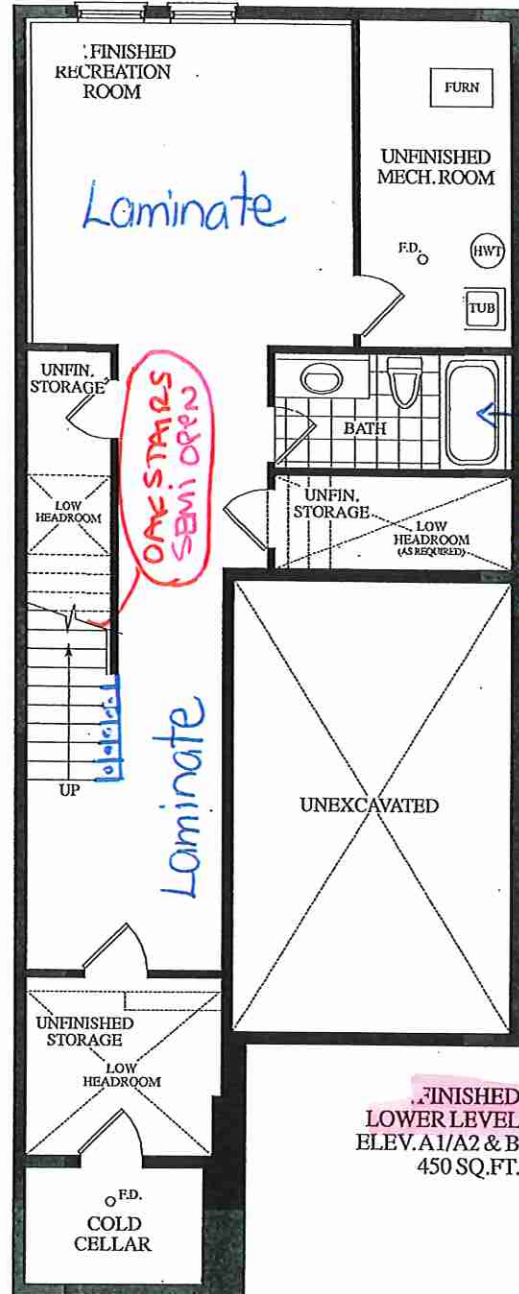 .FINISHED
RECREATION
ROOM
FURN
UNFINISHED
MECH. ROOM
Laminate
F.D.
HWT
TUB
UNFIN.
STORAGE
OAK STAIRS
SEMI OPEN
BATH
LOW
HEADROOM
UNFIN.
STORAGE
LOW
HEADROOM
(AS REQUIRED)
Laminate
UP
UNEXCAVATED
UNFINISHED
STORAGE
LOW
HEADROOM
.FINISHED
LOWER LEVEL
ELEV. A1/A2 & B
450 SQ.FT.
F.D.
COLD
CELLAR